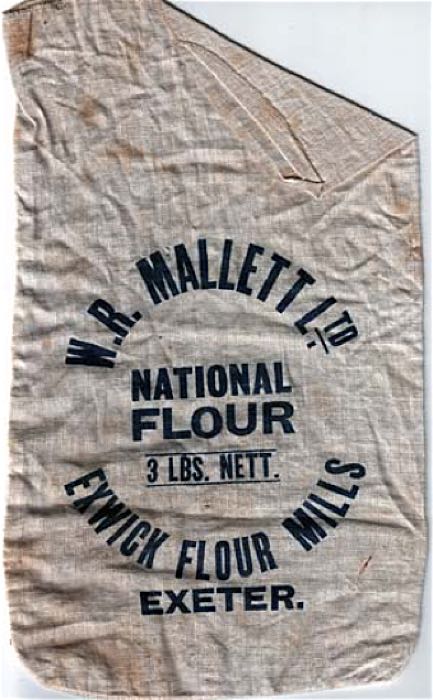 W.R. MALLETT LTD.
NATIONAL
FLOUR
3 LBS. NETT.
EXWICK FLOUR MILLS
EXETER.